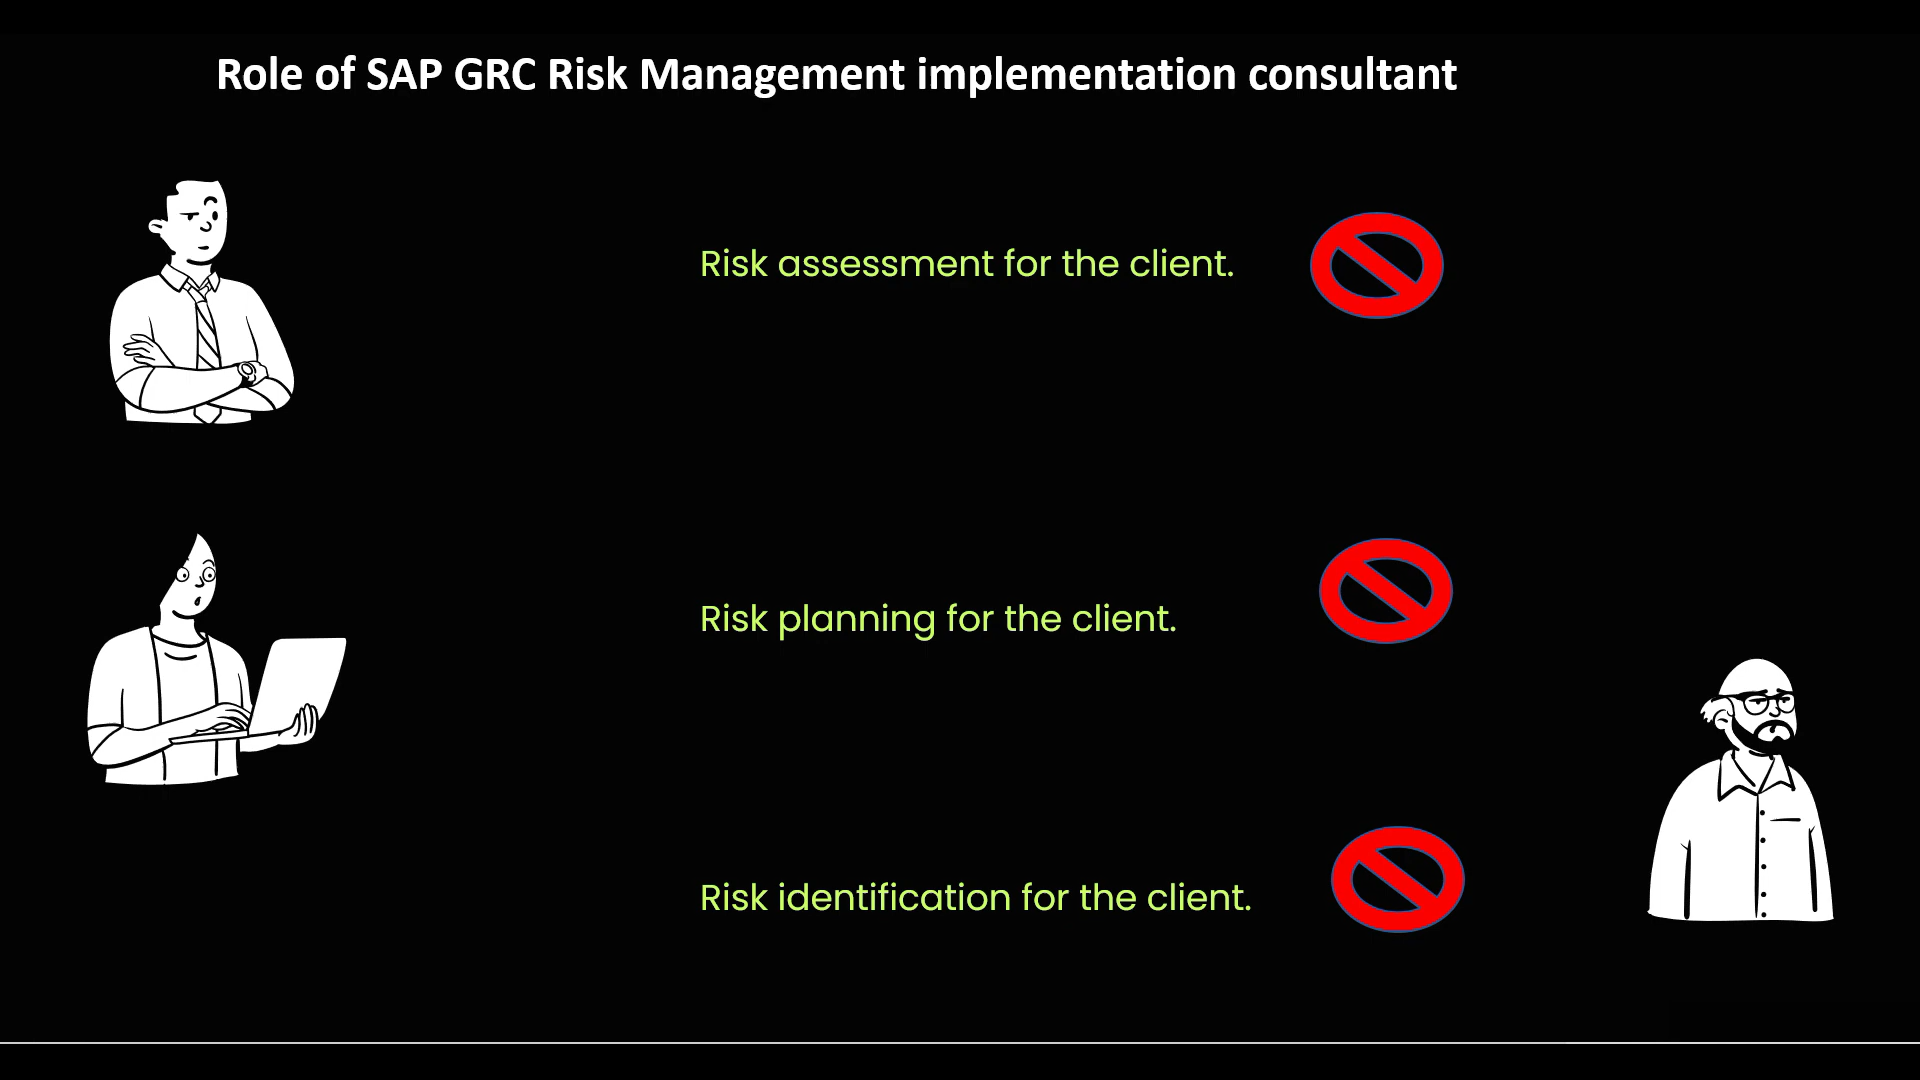 Role of SAP GRC Risk Management implementation consultant
Risk assessment for the client.
Risk planning for the client.
Risk identification for the client.